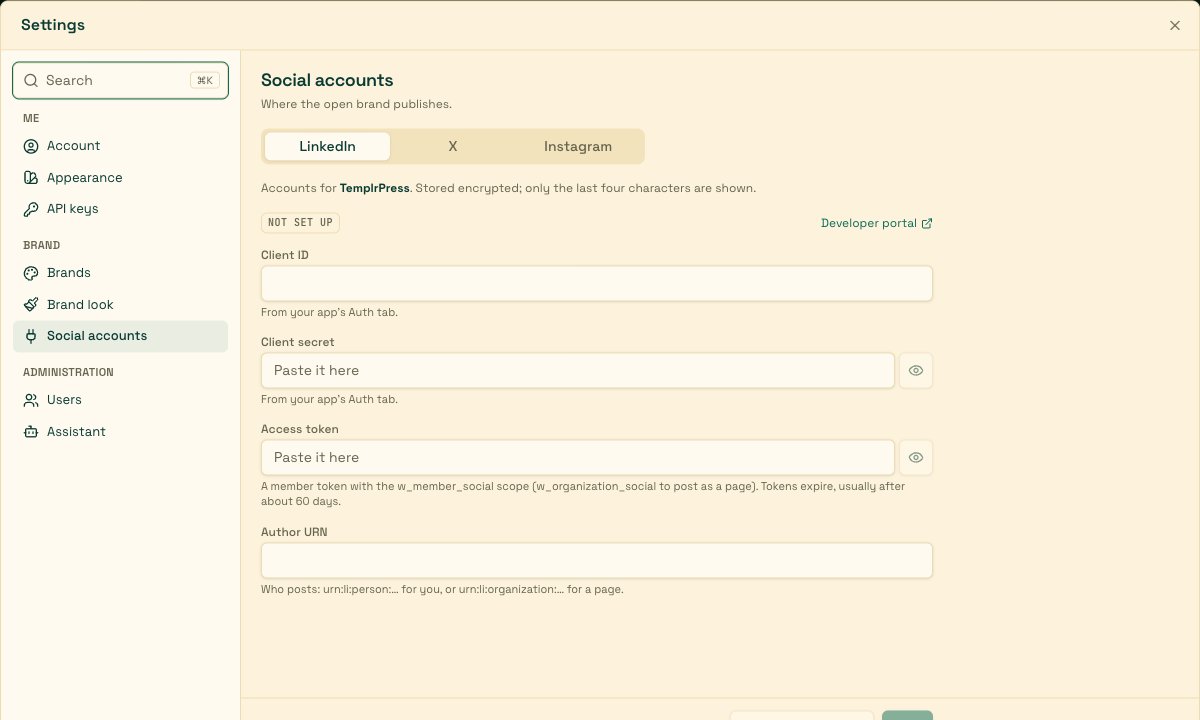 Settings
Search
⌘K
ME
Account
Appearance
API keys
BRAND
Brands
Brand look
Social accounts
ADMINISTRATION
Users
Assistant
Social accounts
Where the open brand publishes.
LinkedIn
X
Instagram
Accounts for TemplrPress. Stored encrypted; only the last four characters are shown.
NOT SET UP
Developer portal
Client ID
From your app's Auth tab.
Client secret
Paste it here
From your app's Auth tab.
Access token
Paste it here
A member token with the w_member_social scope (w_organization_social to post as a page). Tokens expire, usually after
about 60 days.
Author URN
Who posts: urn:li:person:... for you, or urn:li:organization:... for a page.